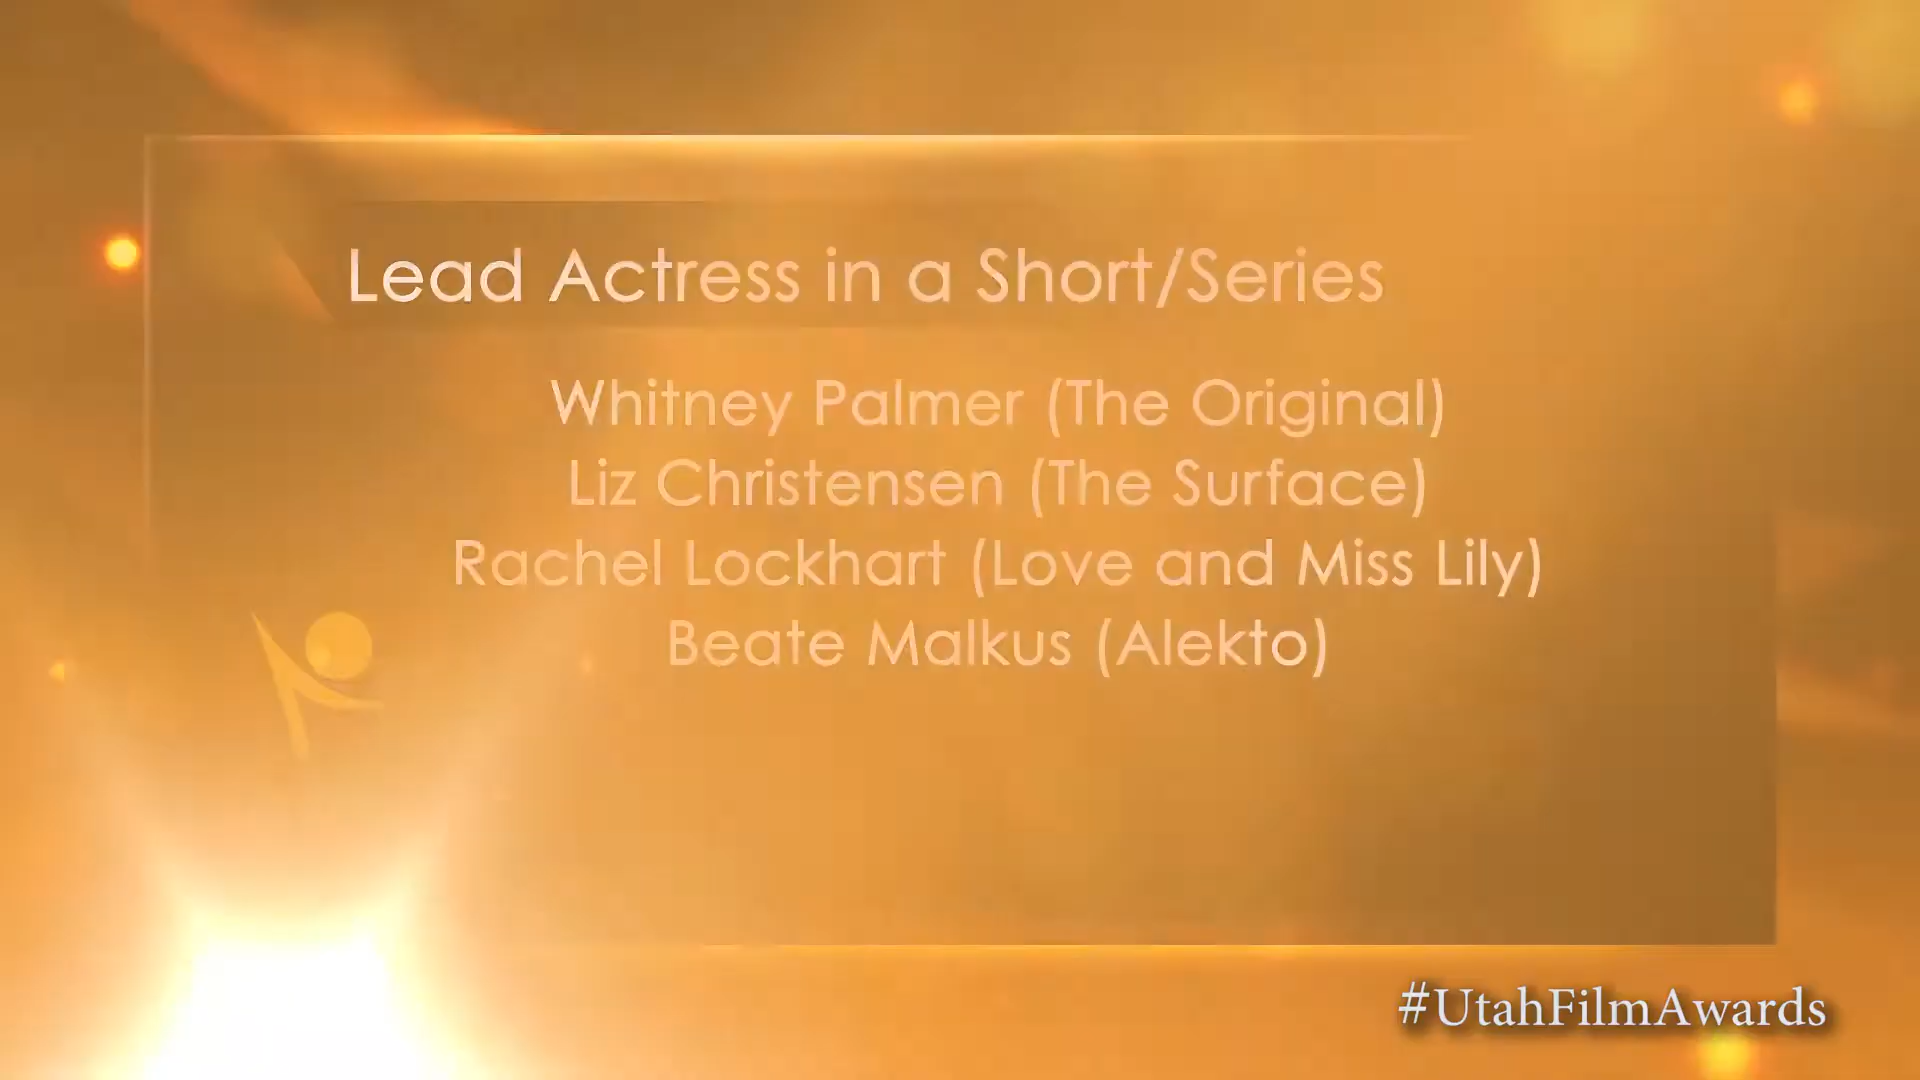 Lead Actress in a Short/Series
Whitney Palmer (The Original)
Liz Christensen (The Surface)
Rachel Lockhart (Love and Miss Lily)
Beate Malkus (Alekto)
#UtahFilmAwards